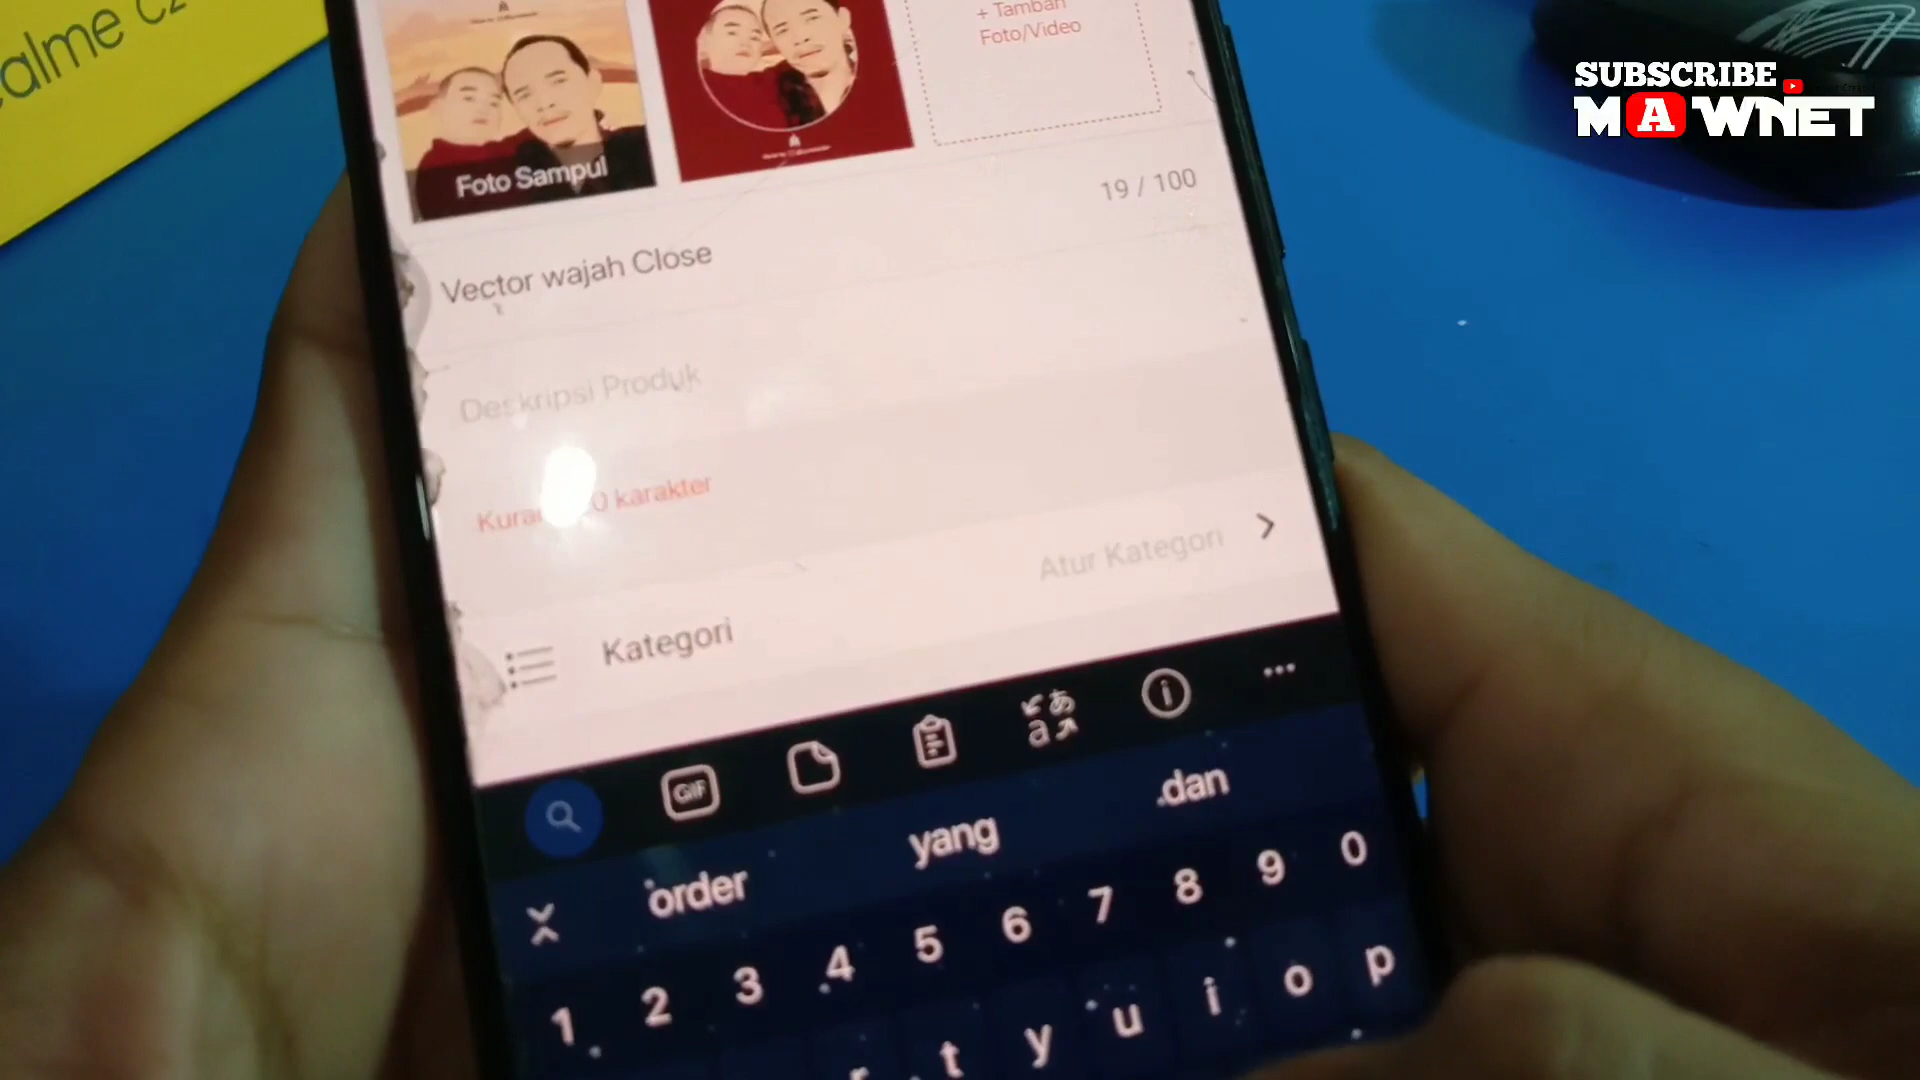 SUBSCRIBE
MAWNET
+ Tambah
Foto/Video
Foto Sampul
19 / 100
Vector wajah Close
Deskripsi Produk
karakter
Kategori
Atur Kategori
GIF
order yang dan
1 2 3 4 5 6 7 8 9 0
r t y u i o p